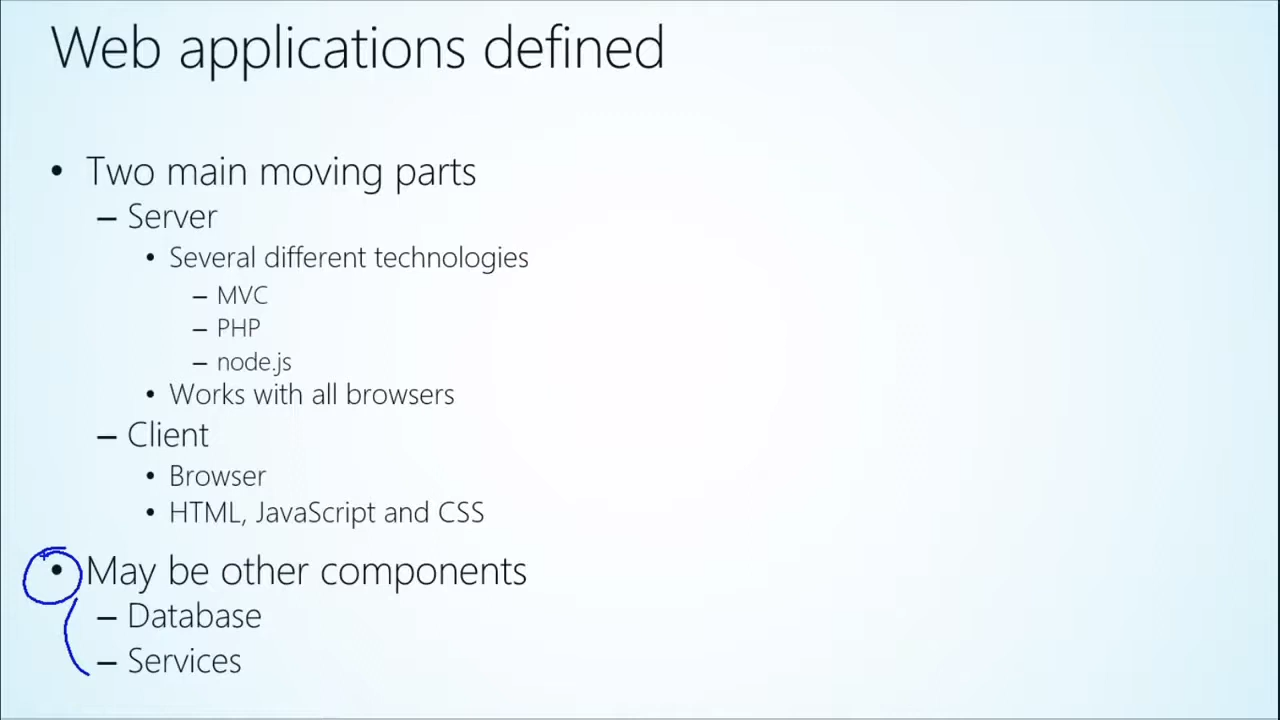 Web applications defined
• Two main moving parts
– Server
• Several different technologies
– MVC
– PHP
– node.js
• Works with all browsers
– Client
• Browser
• HTML, JavaScript and CSS
• May be other components
– Database
– Services